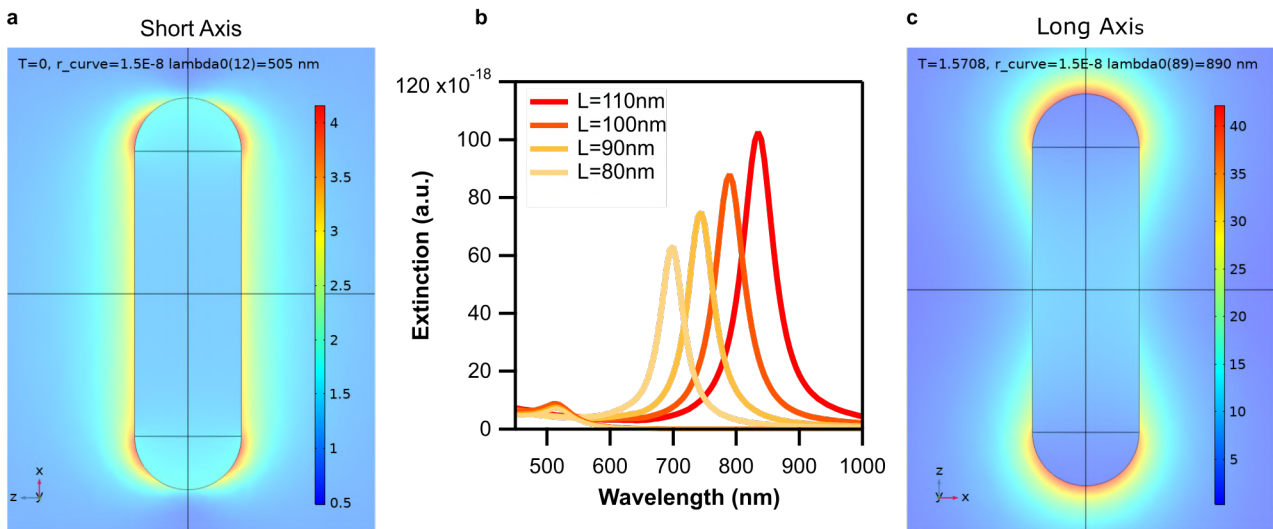 a
Short Axis
T=0, r_curve=1.5E-8 lambda0(12)=505 nm
4
3.5
3
2.5
2
1.5
1
0.5
x
z
y
b
120 x10-18
100
80
60
40
20
0
Extinction (a.u.)
L=110nm
L=100nm
L=90nm
L=80nm
500 600 700 800 900 1000
Wavelength (nm)
c
Long Axis
T=1.5708, r_curve=1.5E-8 lambda0(89)=890 nm
40
35
30
25
20
15
10
5
z
y
x